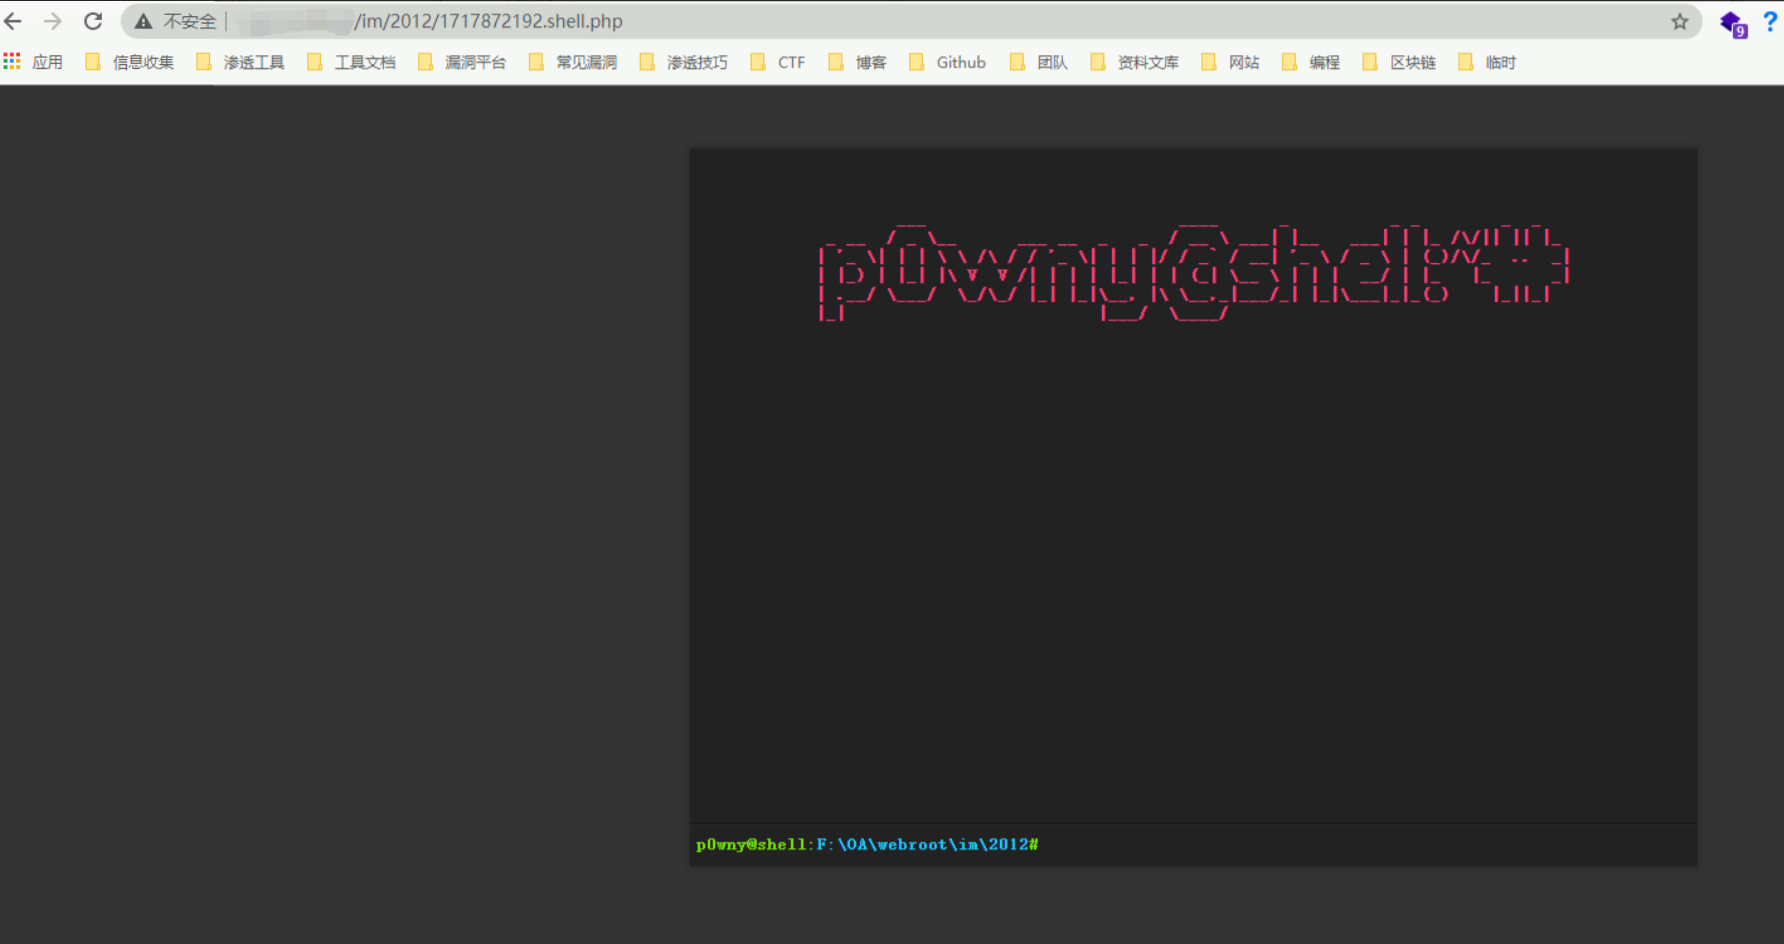 不安全 | /im/2012/1717872192.shell.php
9 ?
应用 信息收集 渗透工具 工具文档 漏洞平台 常见漏洞 渗透技巧 CTF 博客 Github 团队 资料文库 网站 编程 区块链 临时
p0wny@shell:~#
p0wny@shell:F:\OA\webroot\im\2012#